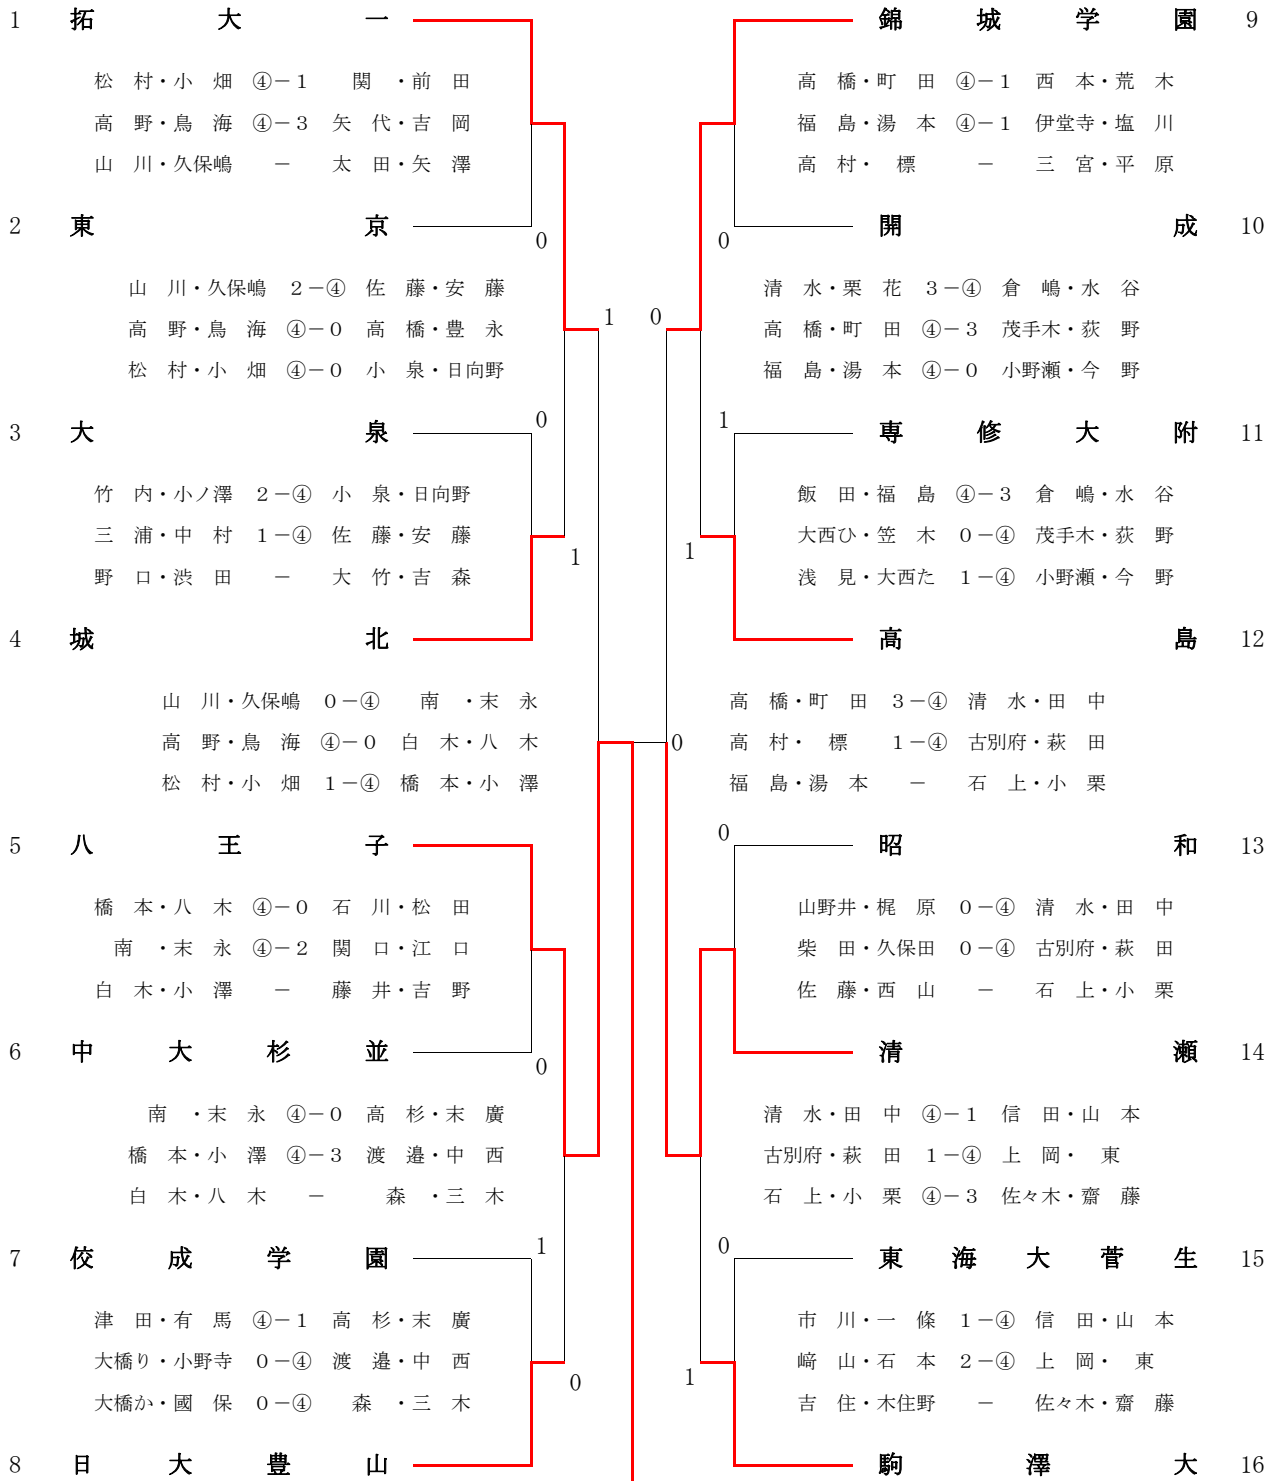 1 拓大一
松村・小畑 ④－1 関・前田
高野・鳥海 ④－3 矢代・吉岡
山川・久保嶋 － 太田・矢澤
2 東京
0
山川・久保嶋 2－④ 佐藤・安藤
高野・鳥海 ④－0 高橋・豊永
松村・小畑 ④－0 小泉・日向野
1
3 大泉
0
竹内・小ノ澤 2－④ 小泉・日向野
三浦・中村 1－④ 佐藤・安藤
野口・渋田 － 大竹・吉森
1
4 城北
山川・久保嶋 0－④ 南・末永
高野・鳥海 ④－0 白木・八木
松村・小畑 1－④ 橋本・小澤
5 八王子
橋本・八木 ④－0 石川・松田
南・末永 ④－2 関口・江口
白木・小澤 － 藤井・吉野
6 中大杉並
0
南・末永 ④－0 高杉・末廣
橋本・小澤 ④－3 渡邉・中西
白木・八木 － 森・三木
7 佼成学園
1
津田・有馬 ④－1 高杉・末廣
大橋り・小野寺 0－④ 渡邉・中西
大橋か・國保 0－④ 森・三木
0
8 日大豊山
錦城学園 9
高橋・町田 ④－1 西本・荒木
福島・湯本 ④－1 伊堂寺・塩川
高村・標 － 三宮・平原
開成 10
0
清水・栗花 3－④ 倉嶋・水谷
高橋・町田 ④－3 茂手木・荻野
福島・湯本 ④－0 小野瀬・今野
0
専修大附 11
1
飯田・福島 ④－3 倉嶋・水谷
大西ひ・笠木 0－④ 茂手木・荻野
浅見・大西た 1－④ 小野瀬・今野
1
高島 12
高橋・町田 3－④ 清水・田中
高村・標 1－④ 古別府・萩田
福島・湯本 － 石上・小栗
0
昭和 13
0
山野井・梶原 0－④ 清水・田中
柴田・久保田 0－④ 古別府・萩田
佐藤・西山 － 石上・小栗
清瀬 14
清水・田中 ④－1 信田・山本
古別府・萩田 1－④ 上岡・東
石上・小栗 ④－3 佐々木・齋藤
東海大菅生 15
0
市川・一條 1－④ 信田・山本
﨑山・石本 2－④ 上岡・東
吉住・木住野 － 佐々木・齋藤
1
駒澤大 16